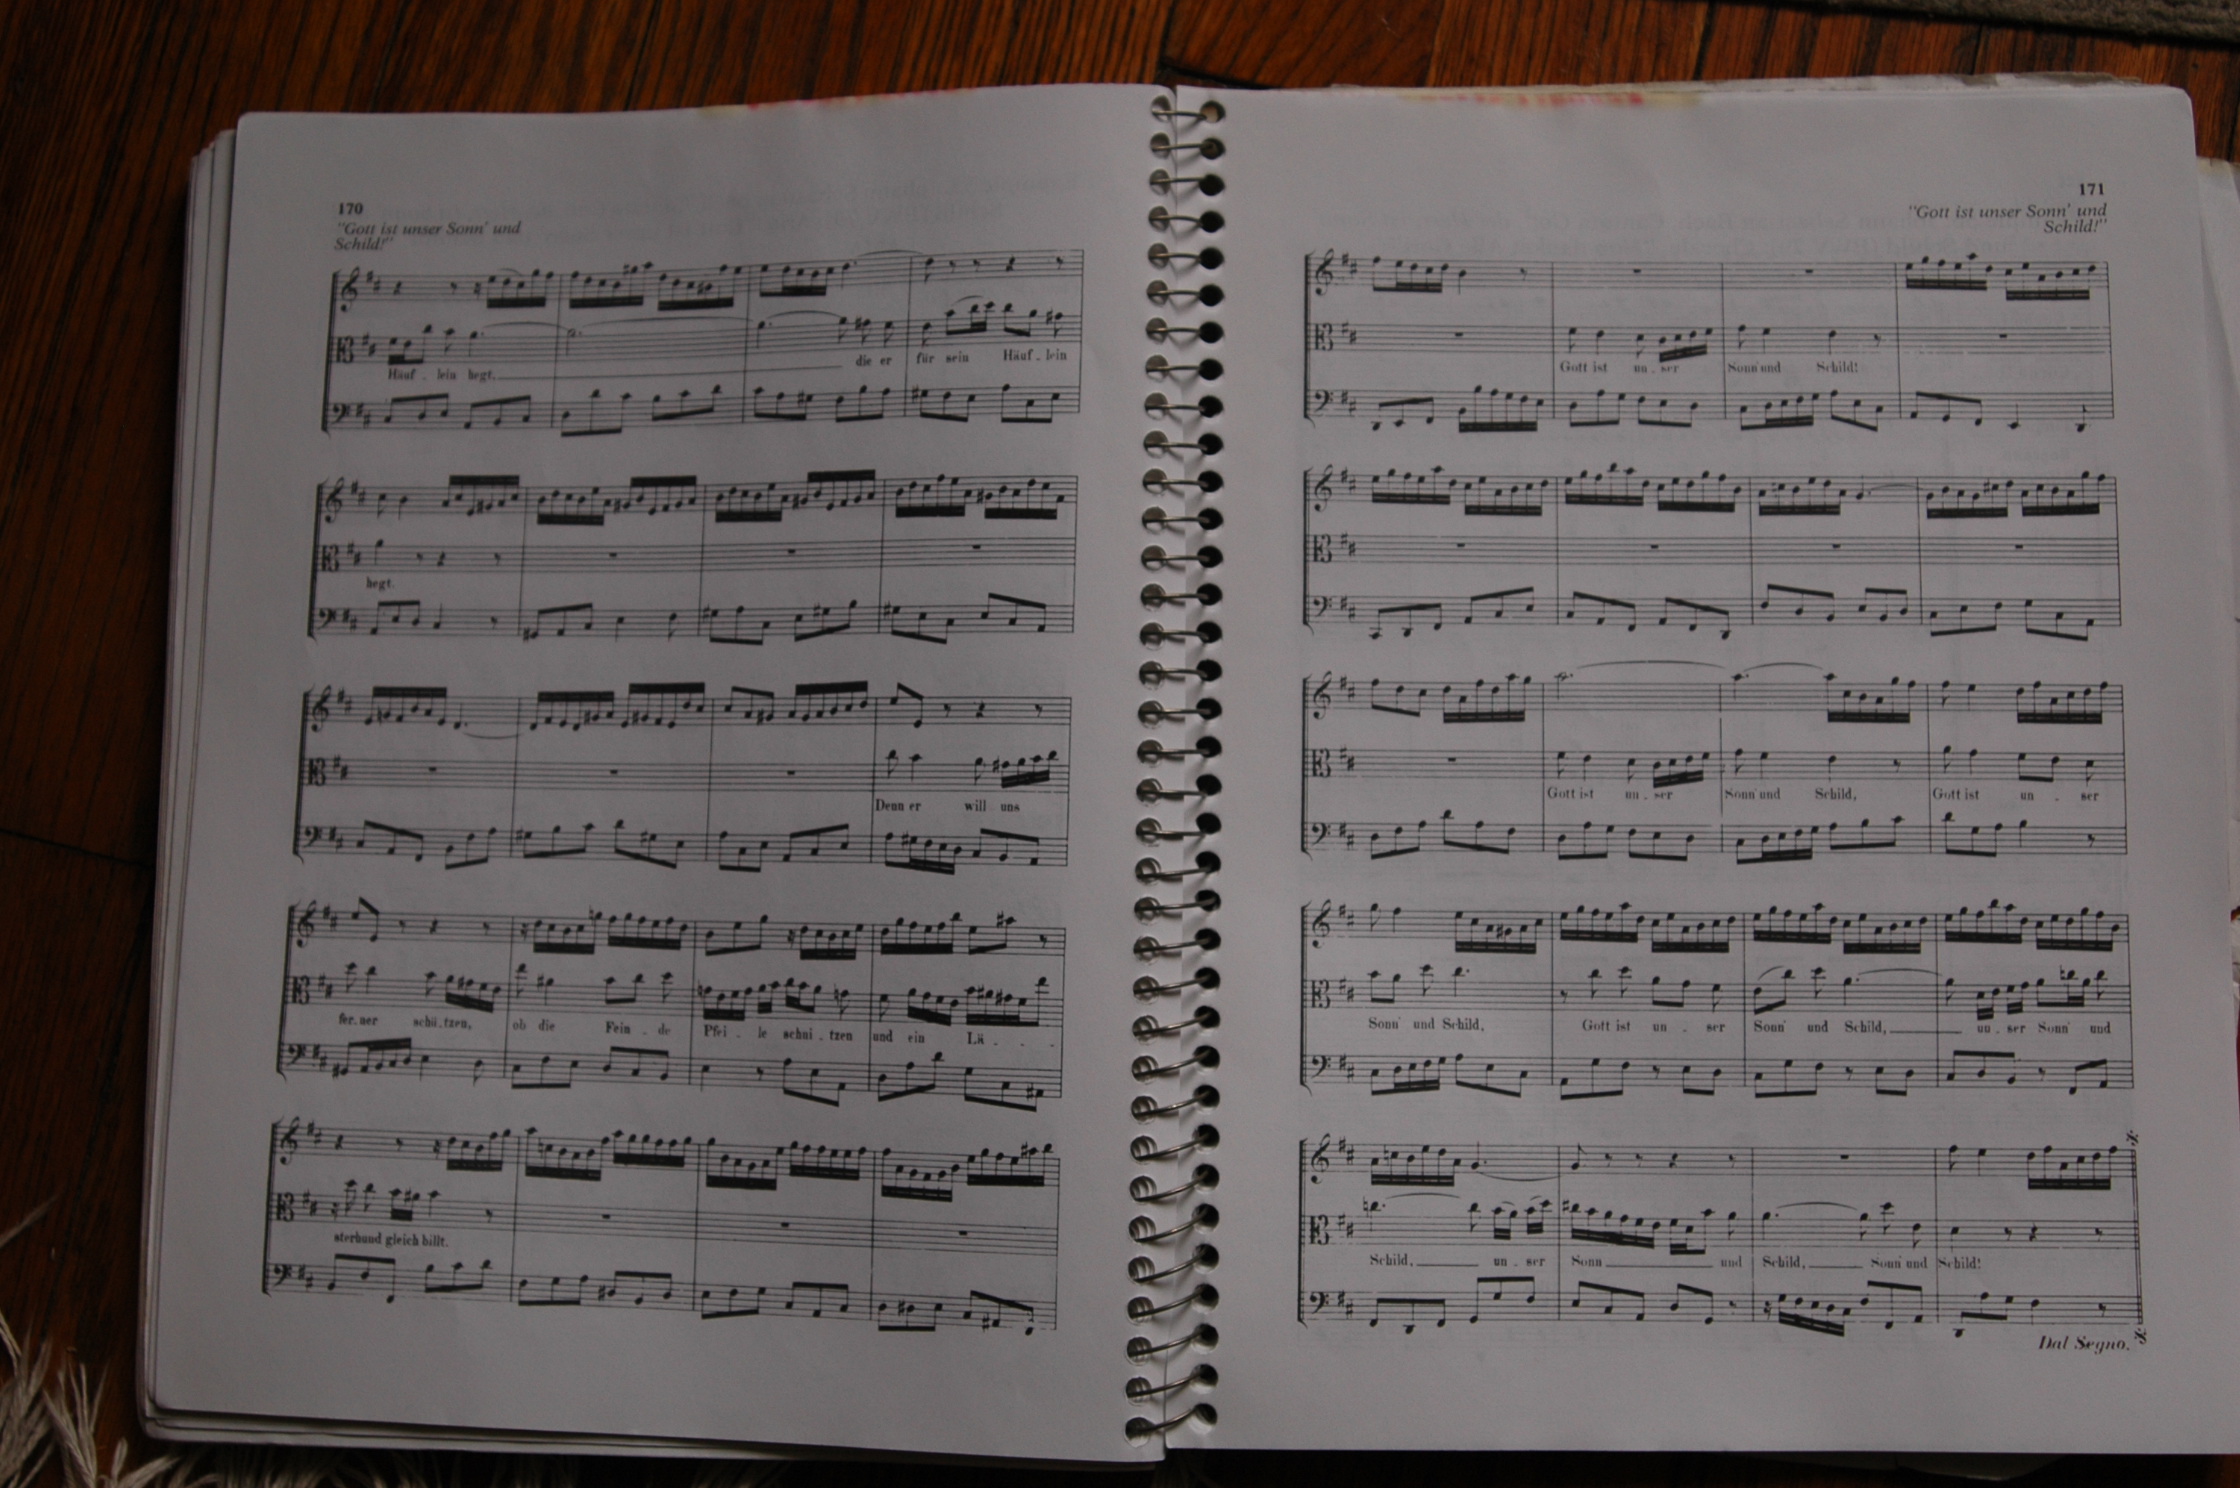 170
"Gott ist unser Sonn' und
Schild!"
die er für sein Häuf - lein
Häuf - lein hegt.
hegt.
Denn er will uns
fer-ner schü-tzen, ob die Fein - de Pfei - le schni - tzen und ein Lä - -
sterhund gleich billt.
171
"Gott ist unser Sonn' und
Schild!"
Gott ist un - ser Sonn' und Schild!
Gott ist un - ser Sonn' und Schild, Gott ist un - ser
Sonn' und Schild, Gott ist un - ser Sonn' und Schild, un - ser Sonn' und
Schild, un - ser Sonn' und Schild, Sonn' und Schild!
Dal Segno.